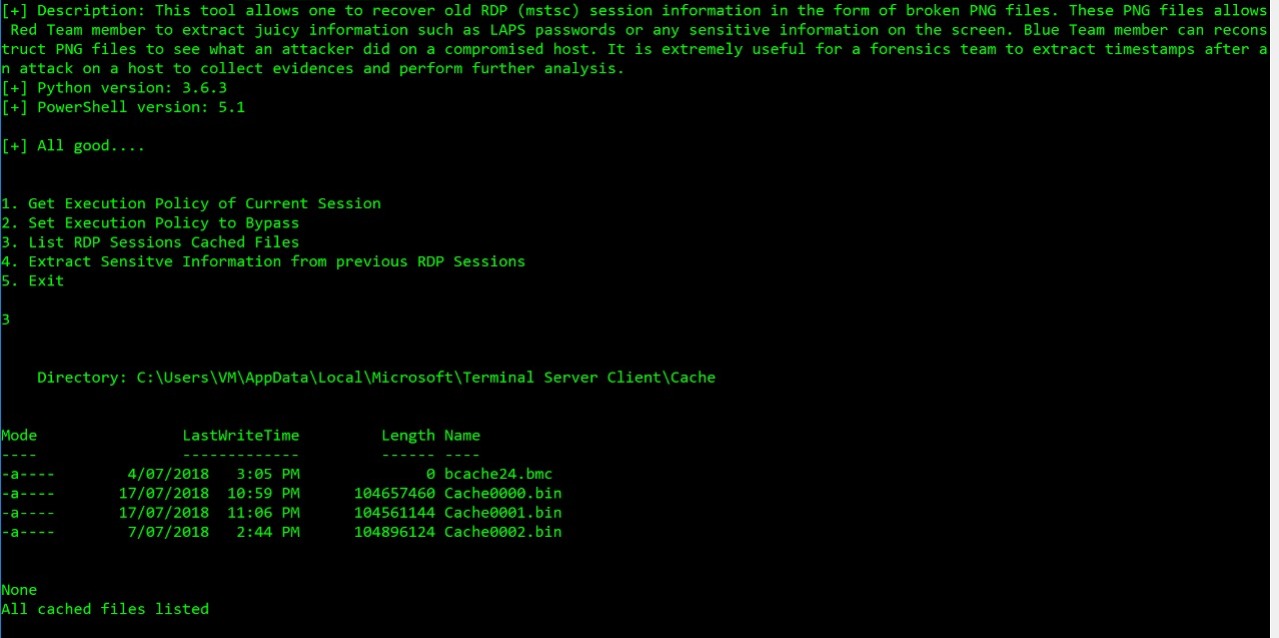 [+] Description: This tool allows one to recover old RDP (mstsc) session information in the form of broken PNG files. These PNG files allows
 Red Team member to extract juicy information such as LAPS passwords or any sensitive information on the screen. Blue Team member can recons
truct PNG files to see what an attacker did on a compromised host. It is extremely useful for a forensics team to extract timestamps after a
n attack on a host to collect evidences and perform further analysis.
[+] Python version: 3.6.3
[+] PowerShell version: 5.1
[+] All good....
1. Get Execution Policy of Current Session
2. Set Execution Policy to Bypass
3. List RDP Sessions Cached Files
4. Extract Sensitve Information from previous RDP Sessions
5. Exit
3
    Directory: C:\Users\VM\AppData\Local\Microsoft\Terminal Server Client\Cache
Mode                LastWriteTime         Length Name
----                -------------         ------ ----
-a----        4/07/2018   3:05 PM              0 bcache24.bmc
-a----       17/07/2018  10:59 PM      104657460 Cache0000.bin
-a----       17/07/2018  11:06 PM      104561144 Cache0001.bin
-a----        7/07/2018   2:44 PM      104896124 Cache0002.bin
None
All cached files listed